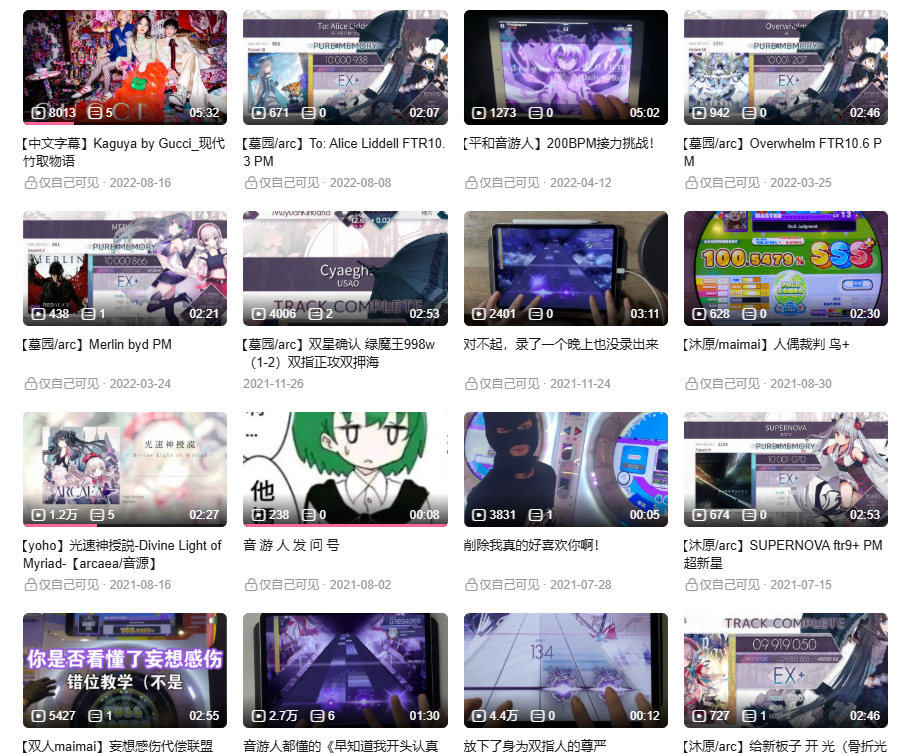 8013 5 05:32
【中文字幕】Kaguya by Gucci_现代
竹取物语
仅自己可见 · 2022-08-16
To: Alice Liddell
PURE MEMORY
EX+
671 0 02:07
【墓园/arc】To: Alice Liddell FTR10.
3 PM
仅自己可见 · 2022-08-08
1273 0 05:02
【平和音游人】200BPM接力挑战！
仅自己可见 · 2022-04-12
Overwhelm
PURE MEMORY
EX+
942 0 02:46
【墓园/arc】Overwhelm FTR10.6 P
M
仅自己可见 · 2022-03-25
MERLIN
PURE MEMORY
EX+
438 1 02:21
【墓园/arc】Merlin byd PM
仅自己可见 · 2022-03-24
Cyaegh
USAO
TRACK COMPLETE
4006 2 02:53
【墓园/arc】双星确认 绿魔王998w
（1-2）双指正攻双押海
2021-11-26
2401 0 03:11
对不起，录了一个晚上也没录出来
仅自己可见 · 2021-11-24
MASTER
Doll Judgment
100.5479%
SSS+
628 0 02:30
【沐原/maimai】人偶裁判 鸟+
仅自己可见 · 2021-08-30
光速神授説
- Divine Light of Myriad -
ARCAEA
1.2万 5 02:27
【yoho】光速神授説-Divine Light of
Myriad-【arcaea/音源】
仅自己可见 · 2021-08-16
他
238 0 00:08
音 游 人 发 问 号
仅自己可见 · 2021-08-02
3831 1 00:05
削除我真的好喜欢你啊！
仅自己可见 · 2021-07-28
SUPERNOVA
PURE MEMORY
EX+
674 0 02:53
【沐原/arc】SUPERNOVA ftr9+ PM
超新星
仅自己可见 · 2021-07-15
你是否看懂了妄想感伤
错位教学（不是
5427 1 02:55
【双人maimai】妄想感伤代偿联盟
2.7万 6 01:30
音游人都懂的《早知道我开头认真
134
4.4万 0 00:12
放下了身为双指人的尊严
TRACK COMPLETE
09'919'050
EX+
727 1 02:46
【沐原/arc】给新板子 开 光（骨折光